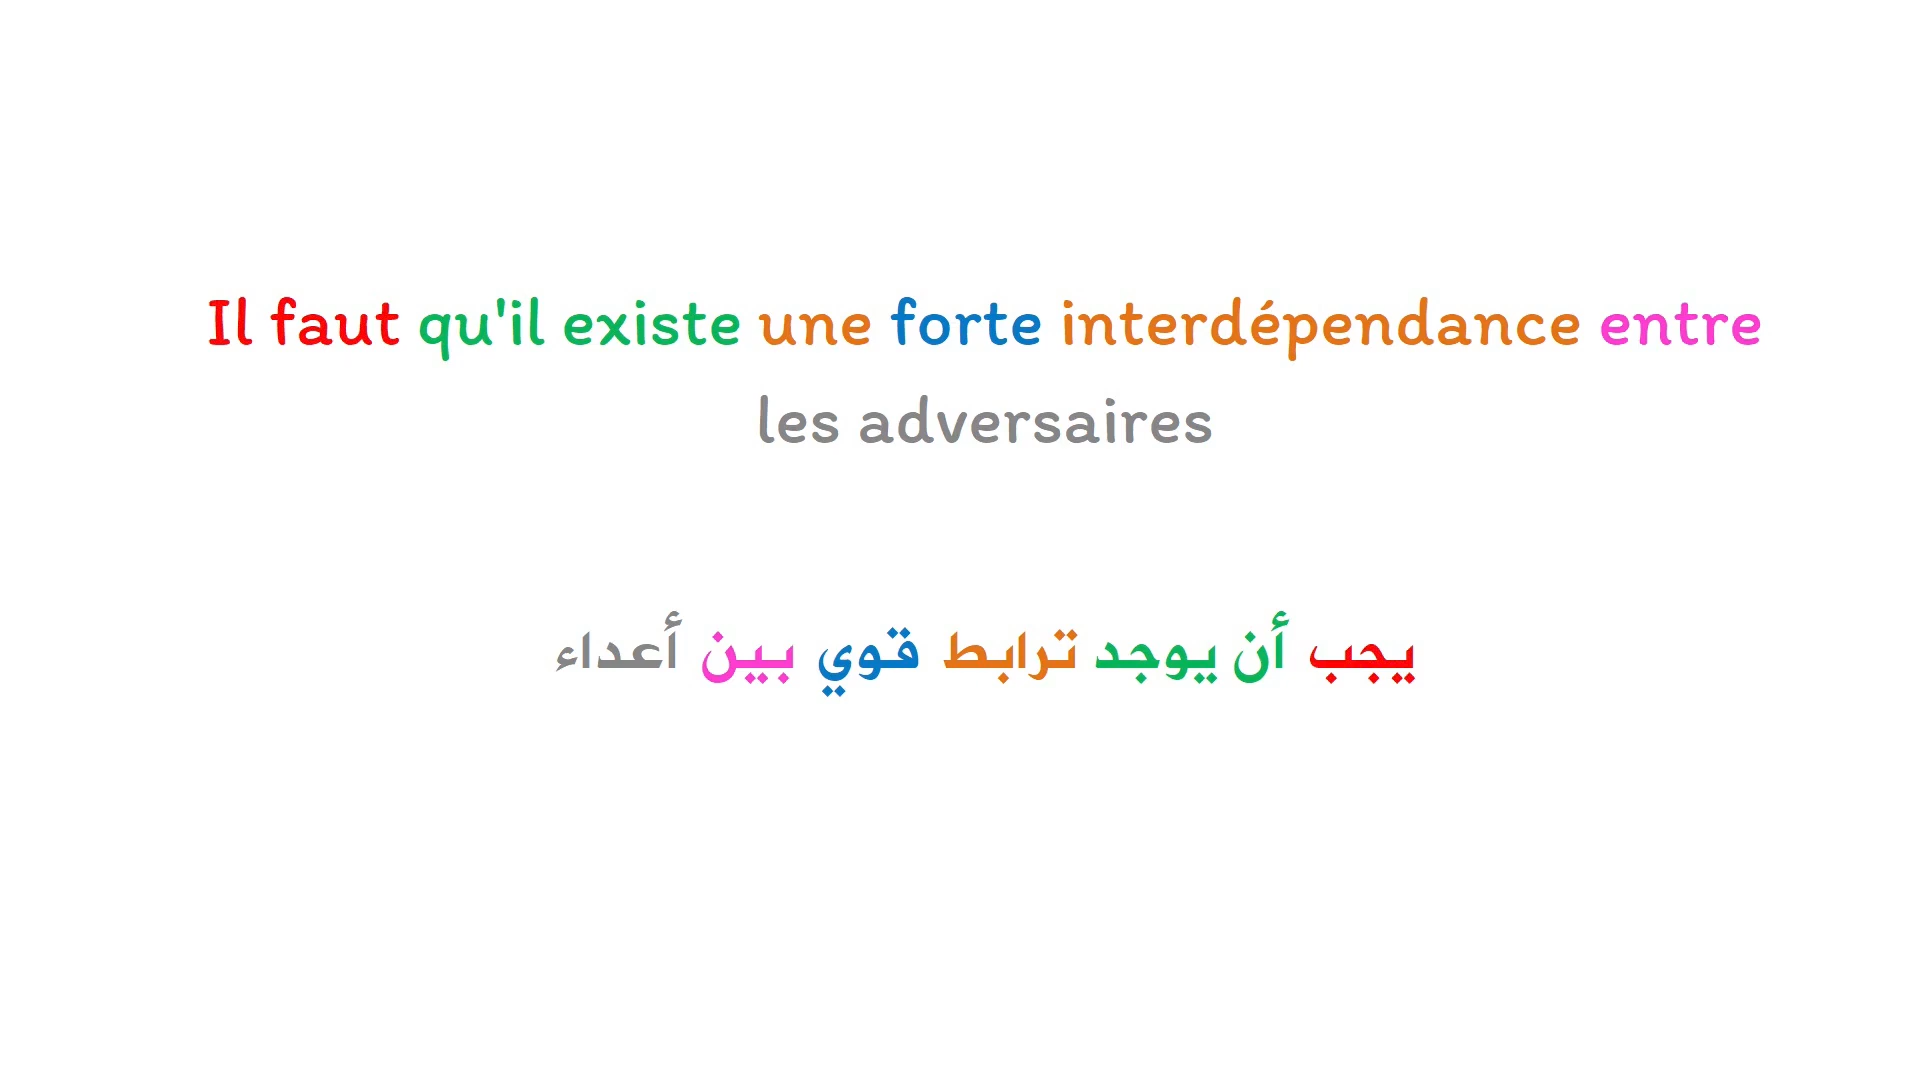 Il faut qu'il existe une forte interdépendance entre
les adversaires
يجب أن يوجد ترابط قوي بين أعداء